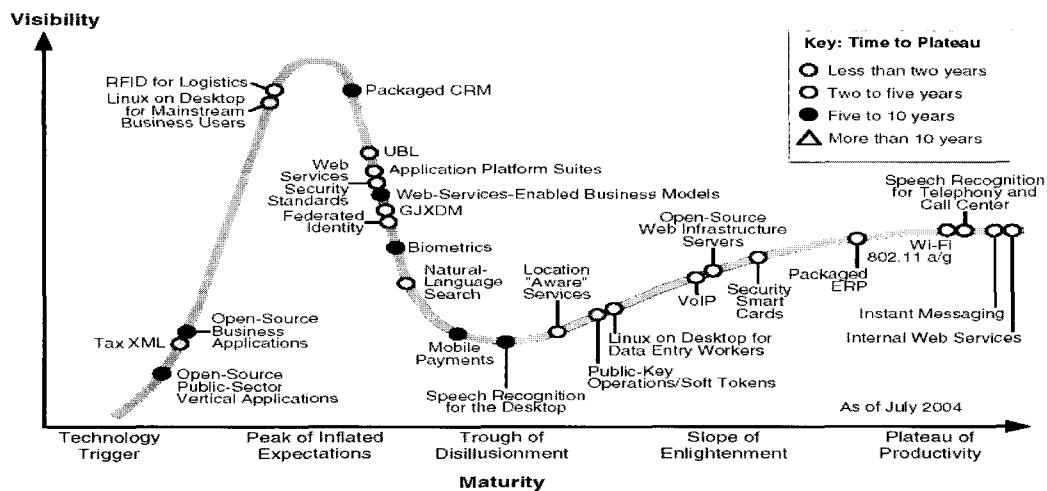 Visibility
Key: Time to Plateau
Less than two years
Two to five years
Five to 10 years
More than 10 years
RFID for Logistics
Linux on Desktop
for Mainstream
Business Users
Packaged CRM
UBL
Application Platform Suites
Web
Services
Security
Standards
Web-Services-Enabled Business Models
GJXDM
Federated
Identity
Biometrics
Natural-
Language
Search
Location
"Aware"
Services
Open-Source
Web Infrastructure
Servers
Speech Recognition
for Telephony and
Call Center
Wi-Fi
802.11 a/g
Packaged
ERP
VoIP
Security
Smart
Cards
Instant Messaging
Internal Web Services
Open-Source
Business
Applications
Tax XML
Open-Source
Public-Sector
Vertical Applications
Mobile
Payments
Speech Recognition
for the Desktop
Linux on Desktop for
Data Entry Workers
Public-Key
Operations/Soft Tokens
As of July 2004
Technology
Trigger
Peak of Inflated
Expectations
Trough of
Disillusionment
Slope of
Enlightenment
Plateau of
Productivity
Maturity